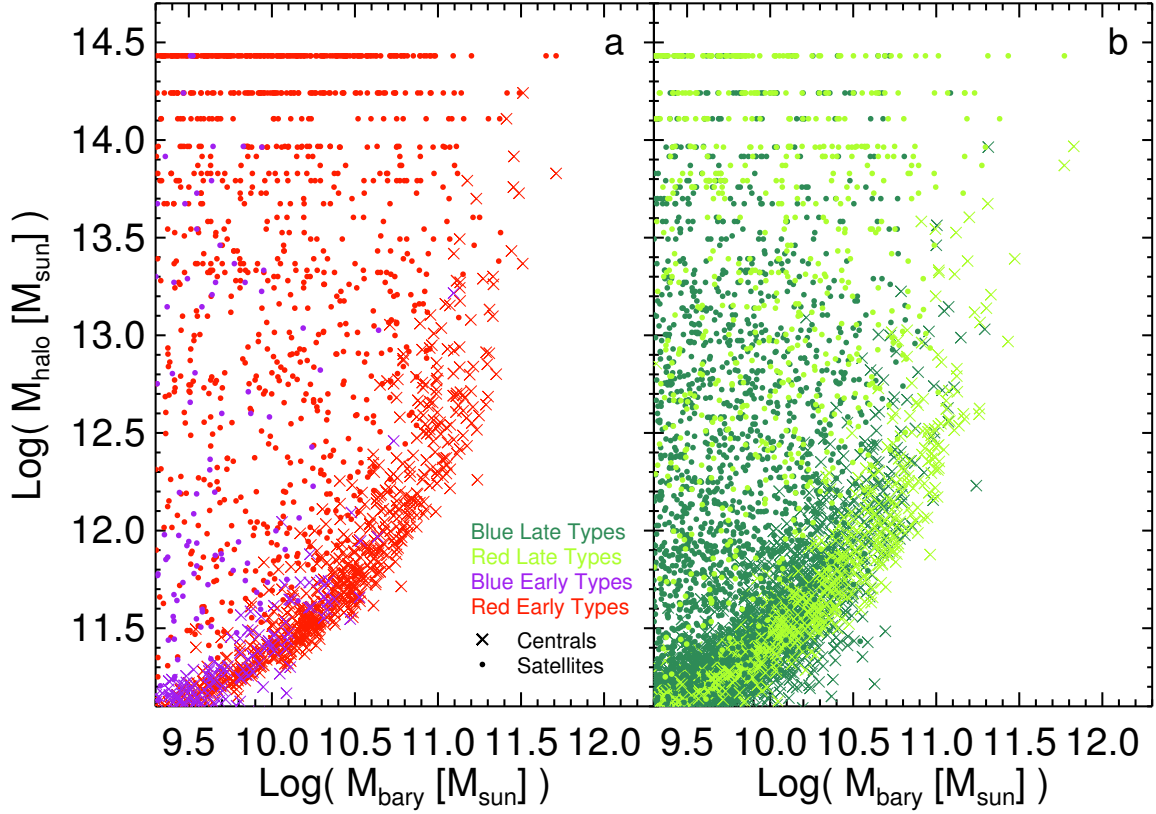 a
b
14.5
14.0
13.5
13.0
12.5
12.0
11.5
Log( M_halo [M_sun] )
Blue Late Types
Red Late Types
Blue Early Types
Red Early Types
× Centrals
• Satellites
9.5 10.0 10.5 11.0 11.5 12.0
9.5 10.0 10.5 11.0 11.5 12.0
Log( M_bary [M_sun] )
Log( M_bary [M_sun] )